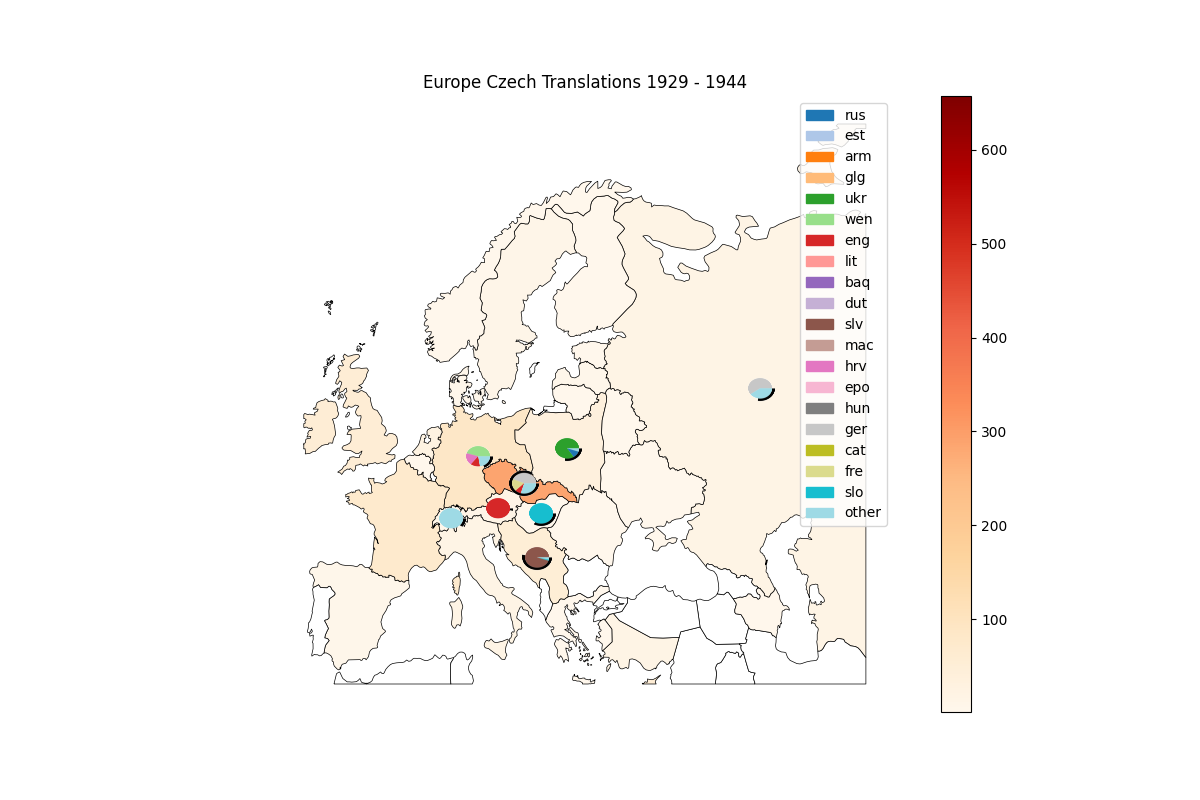 Europe Czech Translations 1929 - 1944
rus
est
arm
glg
ukr
wen
eng
lit
baq
dut
slv
mac
hrv
epo
hun
ger
cat
fre
slo
other
600
500
400
300
200
100